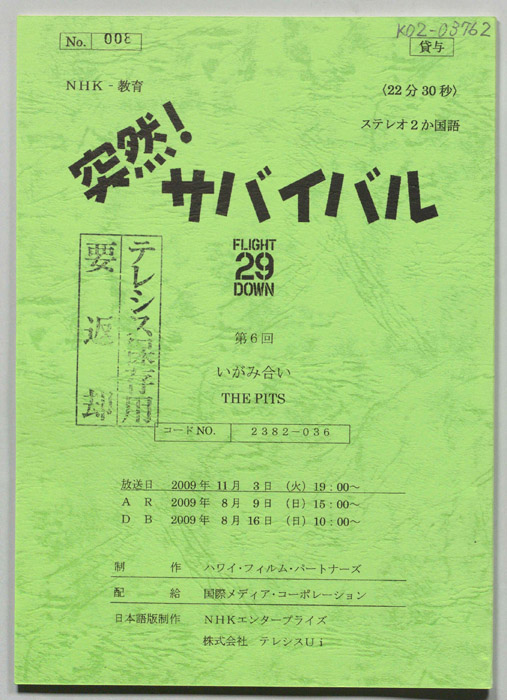 K02-03762
No. 008
貸与
NHK - 教育
〈22分30秒〉
ステレオ2か国語
突然!
サバイバル
FLIGHT
29
DOWN
テレシス保存用
要返却
第6回
いがみ合い
THE PITS
コードNO. 2382-036
放送日 2009年 11月 3日 (火) 19:00~
A R 2009年 8月 9日 (日) 15:00~
D B 2009年 8月 16日 (日) 10:00~
制 作 ハワイ・フィルム・パートナーズ
配 給 国際メディア・コーポレーション
日本語版制作 NHKエンタープライズ
株式会社 テレシスUi